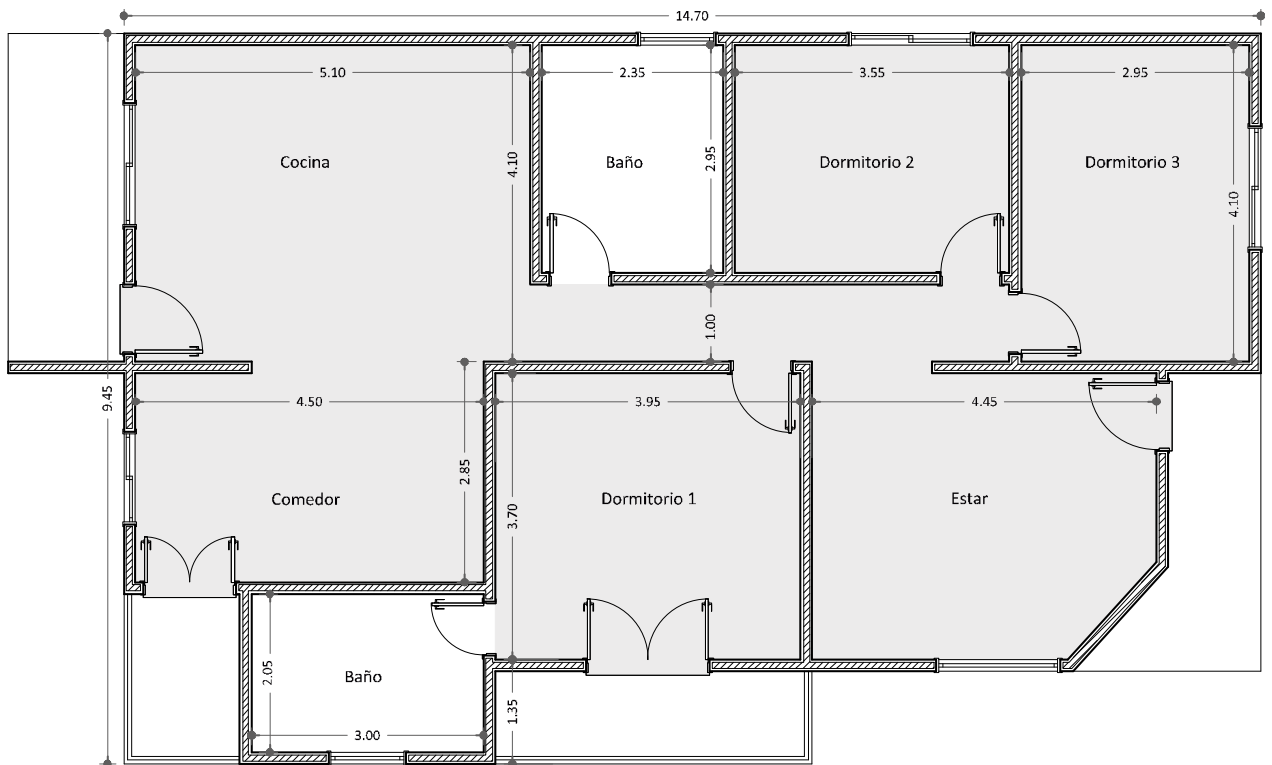 14.70
5.10
2.35
3.55
2.95
Cocina
4.10
Baño
2.95
Dormitorio 2
Dormitorio 3
4.10
1.00
9.45
4.50
3.95
4.45
2.85
Comedor
3.70
Dormitorio 1
Estar
2.05
Baño
1.35
3.00